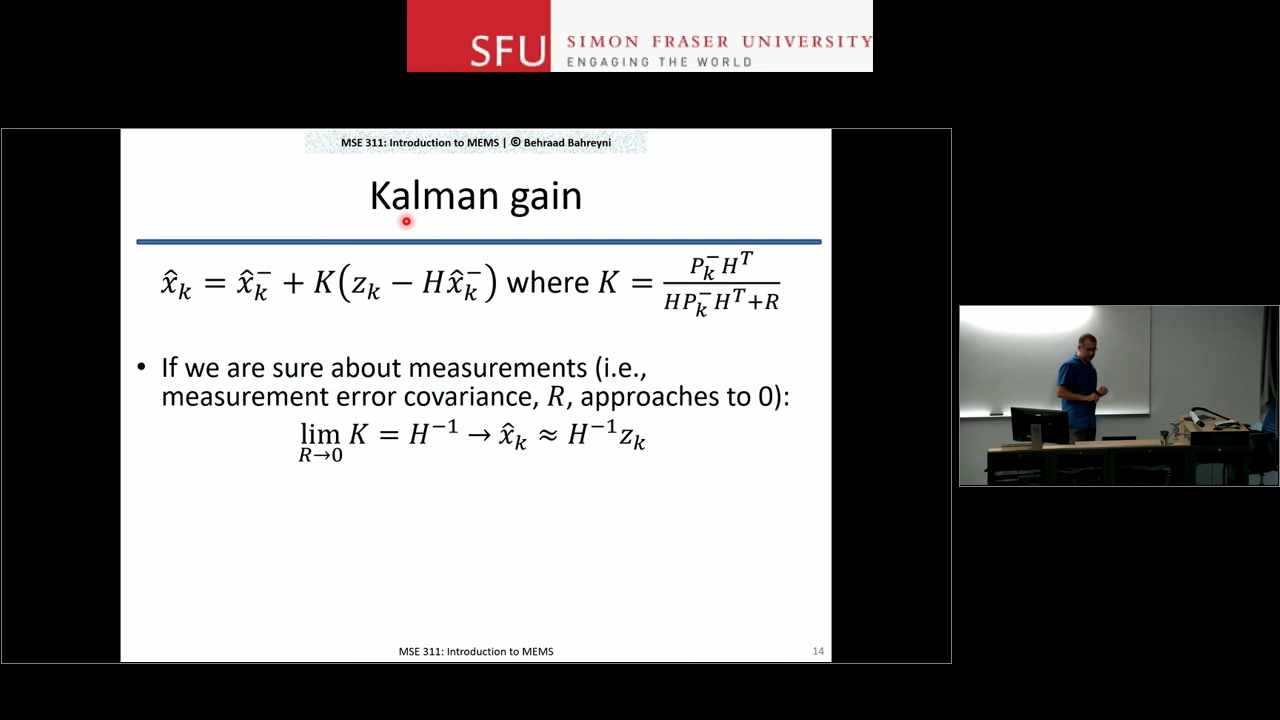 SFU SIMON FRASER UNIVERSITY
ENGAGING THE WORLD
MSE 311: Introduction to MEMS | © Behraad Bahreyni
Kalman gain
x̂ₖ = x̂ₖ⁻ + K(zₖ − Hx̂ₖ⁻) where K = Pₖ⁻Hᵀ / HPₖ⁻Hᵀ+R
• If we are sure about measurements (i.e.,
measurement error covariance, R, approaches to 0):
lim R→0 K = H⁻¹ → x̂ₖ ≈ H⁻¹zₖ
MSE 311: Introduction to MEMS
14